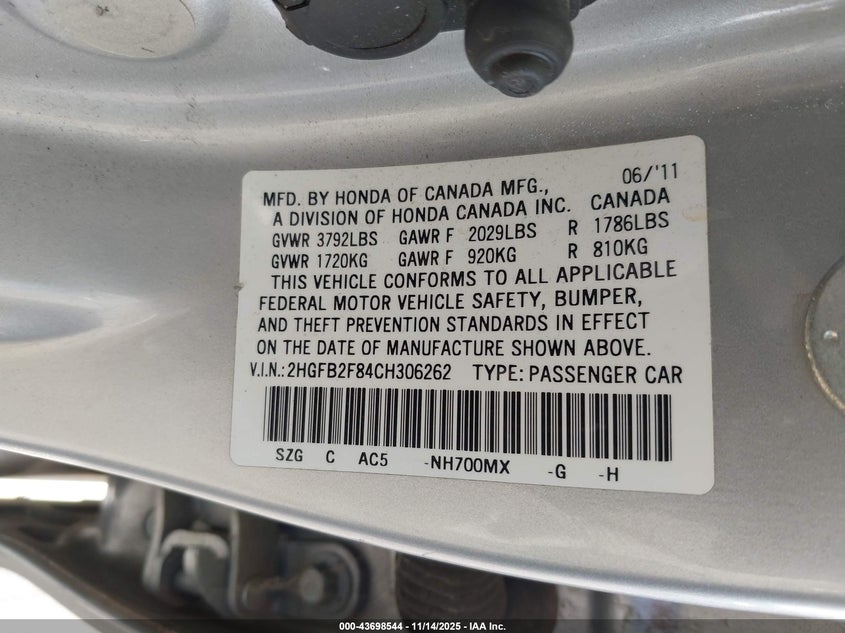 06/'11
MFD. BY HONDA OF CANADA MFG.,
A DIVISION OF HONDA CANADA INC. CANADA
GVWR 3792LBS GAWR F 2029LBS R 1786LBS
GVWR 1720KG GAWR F 920KG R 810KG
THIS VEHICLE CONFORMS TO ALL APPLICABLE
FEDERAL MOTOR VEHICLE SAFETY, BUMPER,
AND THEFT PREVENTION STANDARDS IN EFFECT
ON THE DATE OF MANUFACTURE SHOWN ABOVE.
V.I.N.: 2HGFB2F84CH306262 TYPE: PASSENGER CAR
SZG C AC5 -NH700MX -G -H
000-43698544 - 11/14/2025 - IAA Inc.